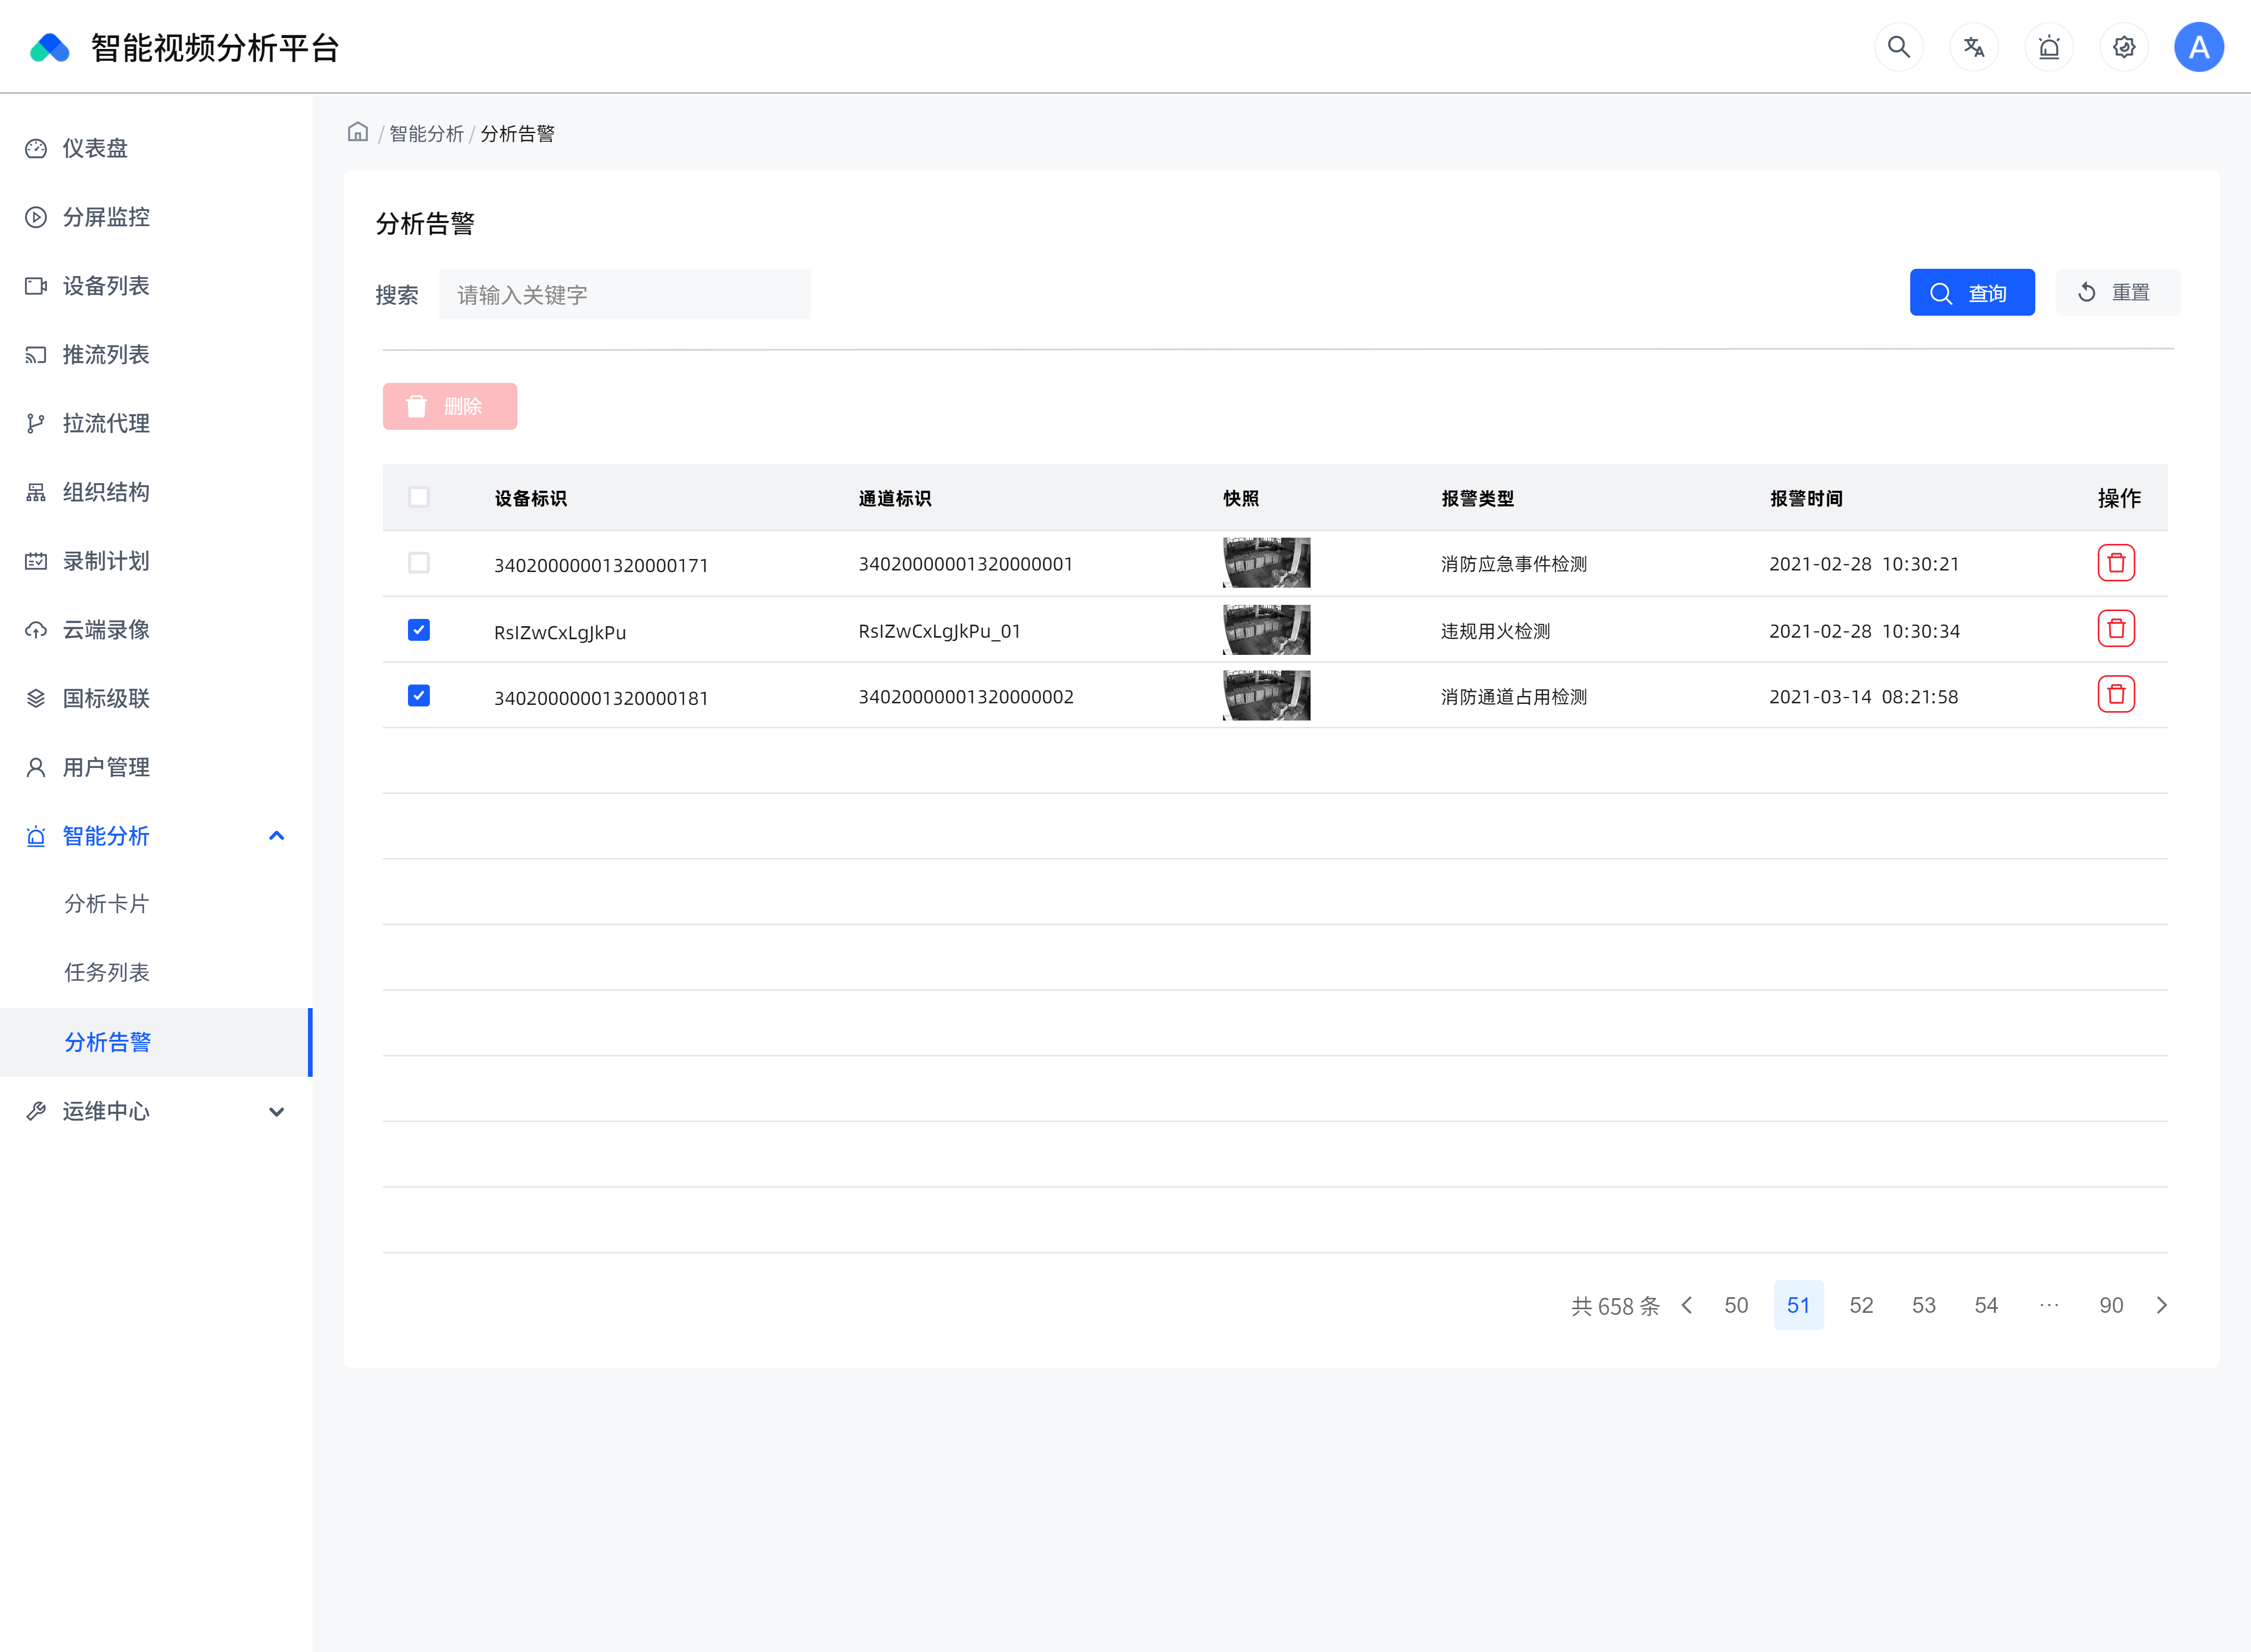 智能视频分析平台
A
仪表盘
分屏监控
设备列表
推流列表
拉流代理
组织结构
录制计划
云端录像
国标级联
用户管理
智能分析
分析卡片
任务列表
分析告警
运维中心
/ 智能分析 / 分析告警
分析告警
搜索 请输入关键字 查询 重置
删除
设备标识 通道标识 快照 报警类型 报警时间 操作
34020000001320000171 34020000001320000001 消防应急事件检测 2021-02-28 10:30:21
RsIZwCxLgJkPu RsIZwCxLgJkPu_01 违规用火检测 2021-02-28 10:30:34
34020000001320000181 34020000001320000002 消防通道占用检测 2021-03-14 08:21:58
共 658 条 50 51 52 53 54 ··· 90